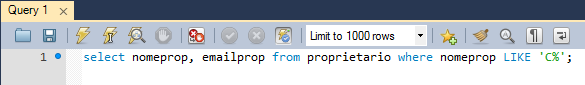 Query 1
Limit to 1000 rows
1 select nomeprop, emailprop from proprietario where nomeprop LIKE 'C%';